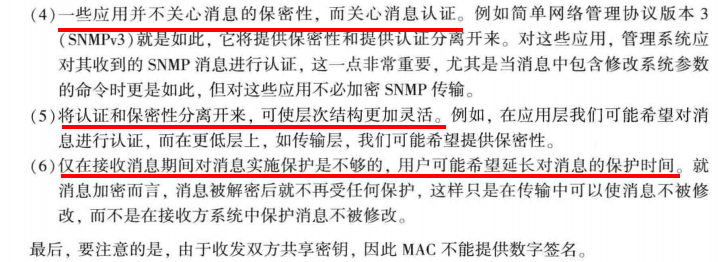 (4) 一些应用并不关心消息的保密性，而关心消息认证。例如简单网络管理协议版本 3
(SNMPv3) 就是如此，它将提供保密性和提供认证分离开来。对这些应用，管理系统应
对其收到的 SNMP 消息进行认证，这一点非常重要，尤其是当消息中包含修改系统参数
的命令时更是如此，但对这些应用不必加密 SNMP 传输。
(5) 将认证和保密性分离开来，可使层次结构更加灵活。例如，在应用层我们可能希望对消
息进行认证，而在更低层上，如传输层，我们可能希望提供保密性。
(6) 仅在接收消息期间对消息实施保护是不够的，用户可能希望延长对消息的保护时间。就
消息加密而言，消息被解密后就不再受任何保护，这样只是在传输中可以使消息不被修
改，而不是在接收方系统中保护消息不被修改。
最后，要注意的是，由于收发双方共享密钥，因此 MAC 不能提供数字签名。